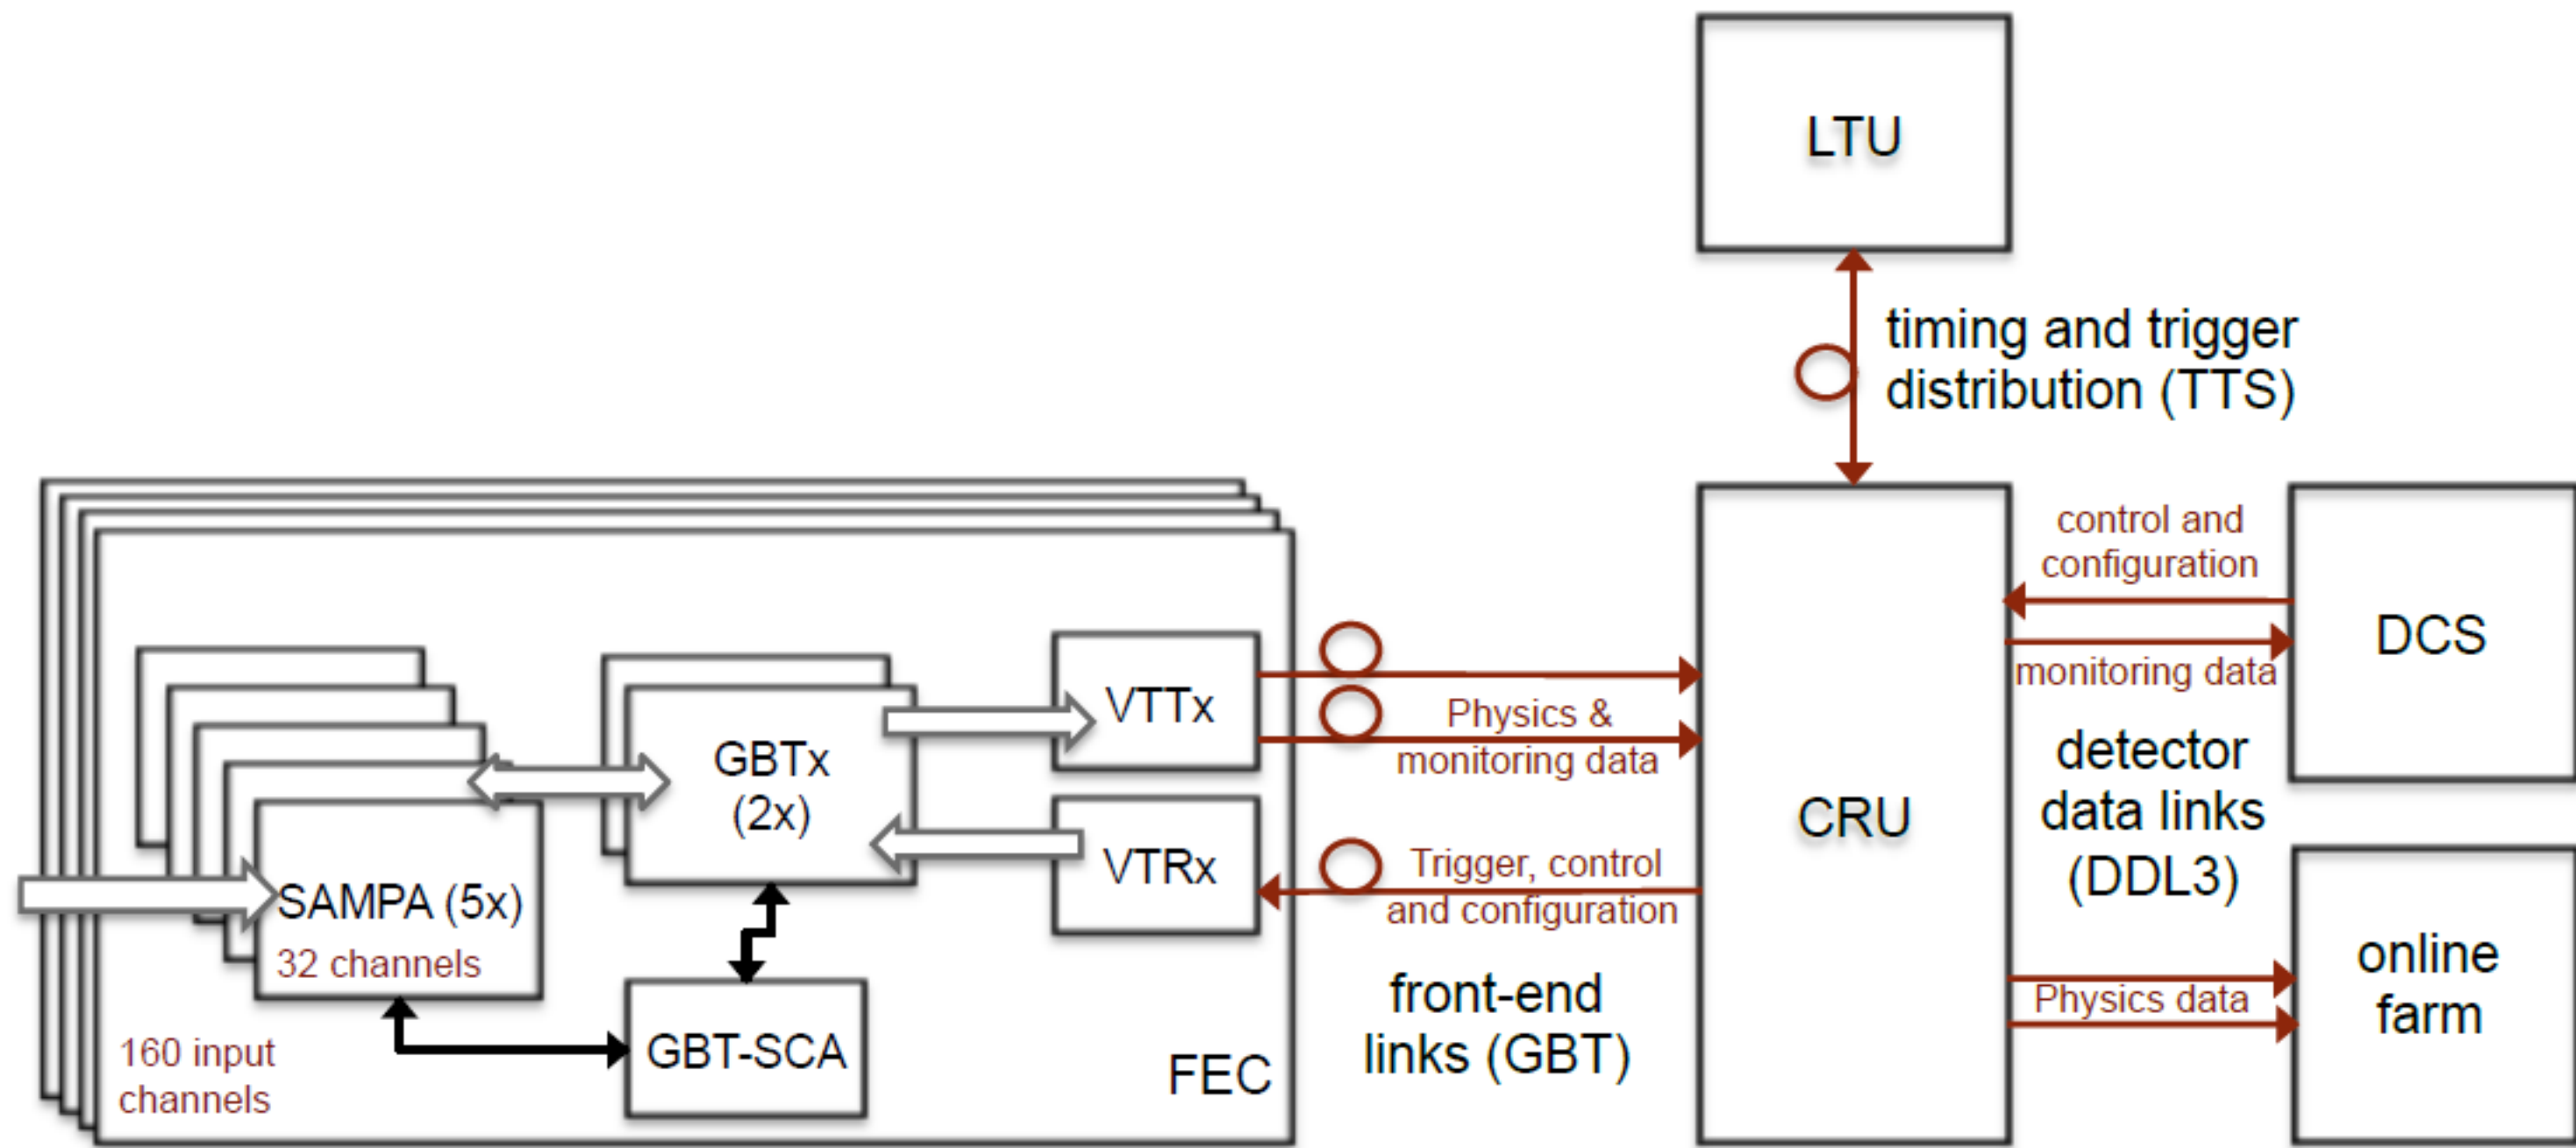 LTU
timing and trigger
distribution (TTS)
SAMPA (5x)
32 channels
160 input
channels
GBTx
(2x)
GBT-SCA
VTTx
VTRx
FEC
Physics &
monitoring data
Trigger, control
and configuration
front-end
links (GBT)
CRU
control and
configuration
monitoring data
detector
data links
(DDL3)
Physics data
DCS
online
farm